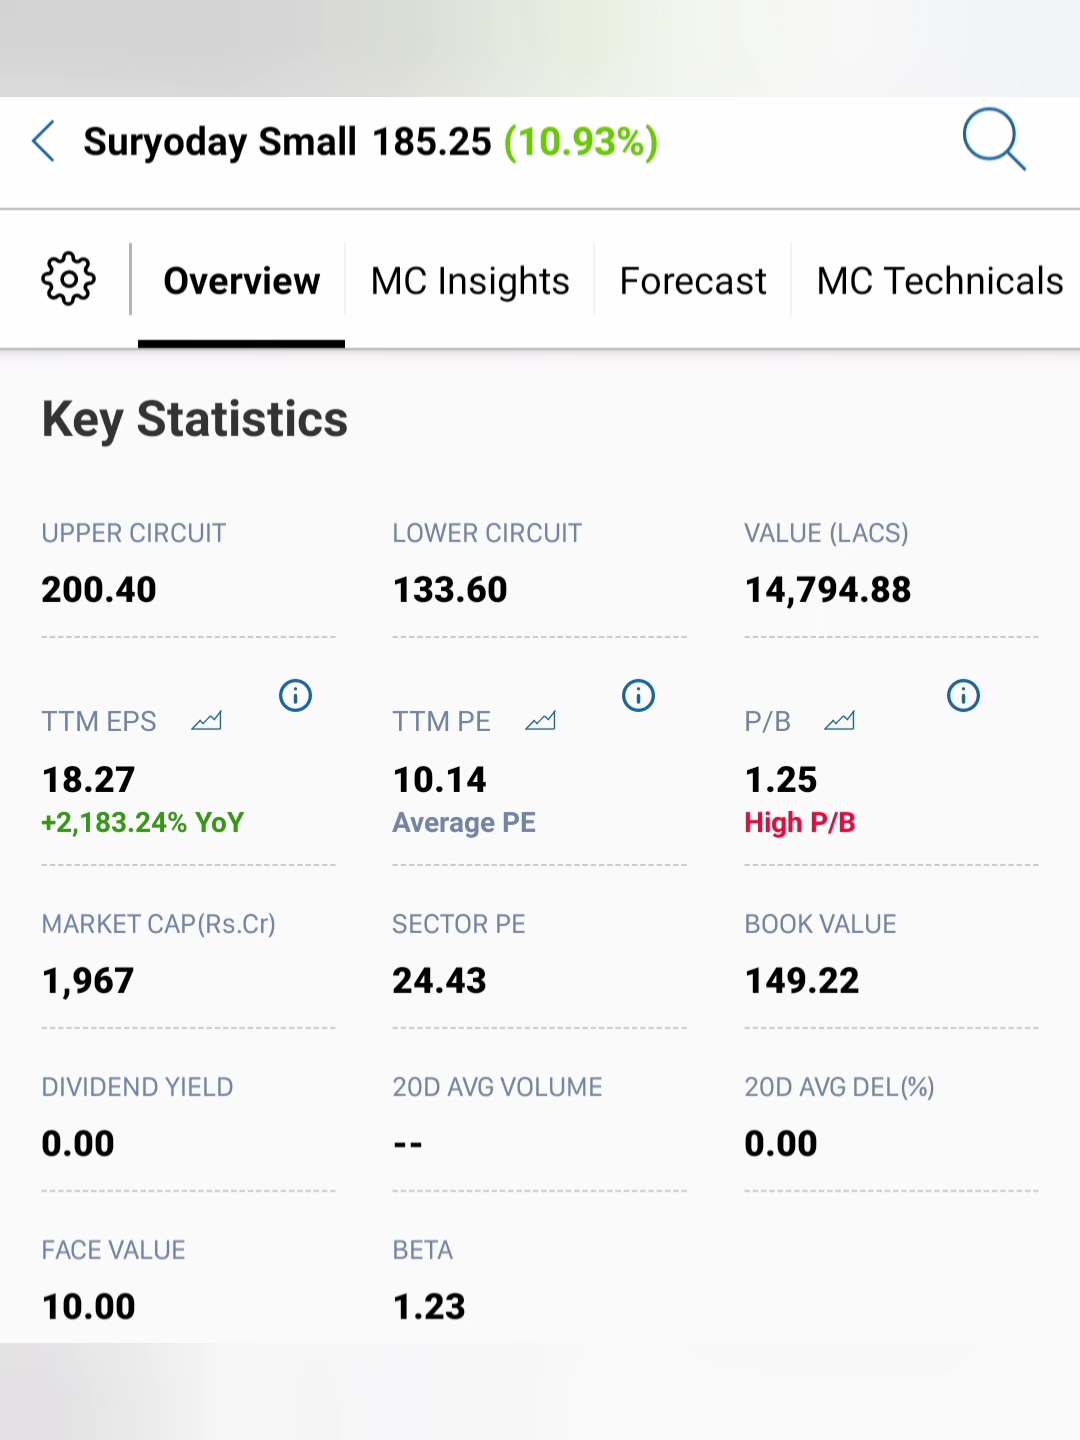 Suryoday Small 185.25 (10.93%)
Overview MC Insights Forecast MC Technicals
Key Statistics
UPPER CIRCUIT LOWER CIRCUIT VALUE (LACS)
200.40 133.60 14,794.88
TTM EPS TTM PE P/B
18.27 10.14 1.25
+2,183.24% YoY Average PE High P/B
MARKET CAP(Rs.Cr) SECTOR PE BOOK VALUE
1,967 24.43 149.22
DIVIDEND YIELD 20D AVG VOLUME 20D AVG DEL(%)
0.00 -- 0.00
FACE VALUE BETA
10.00 1.23